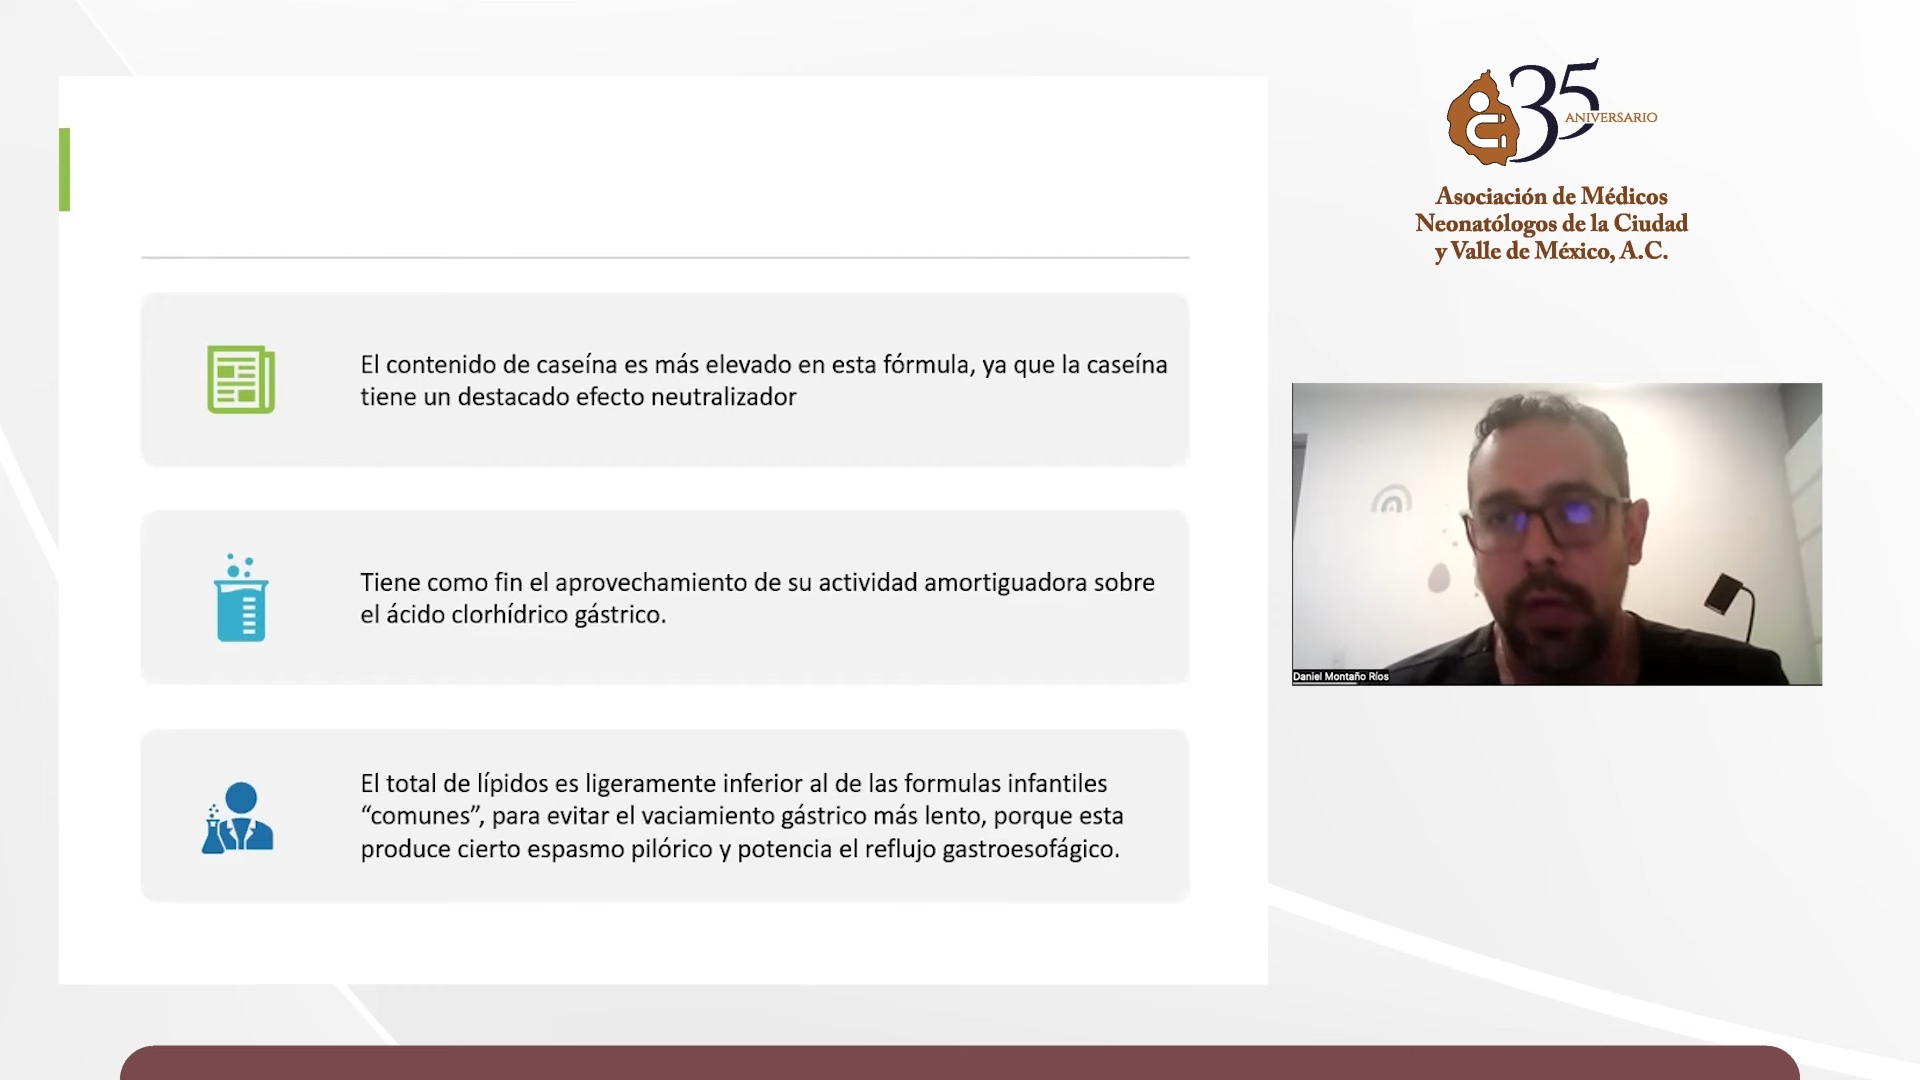 El contenido de caseína es más elevado en esta fórmula, ya que la caseína
tiene un destacado efecto neutralizador
Tiene como fin el aprovechamiento de su actividad amortiguadora sobre
el ácido clorhídrico gástrico.
El total de lípidos es ligeramente inferior al de las formulas infantiles
“comunes”, para evitar el vaciamiento gástrico más lento, porque esta
produce cierto espasmo pilórico y potencia el reflujo gastroesofágico.
35
ANIVERSARIO
Asociación de Médicos
Neonatólogos de la Ciudad
y Valle de México, A.C.
Daniel Montaño Ríos